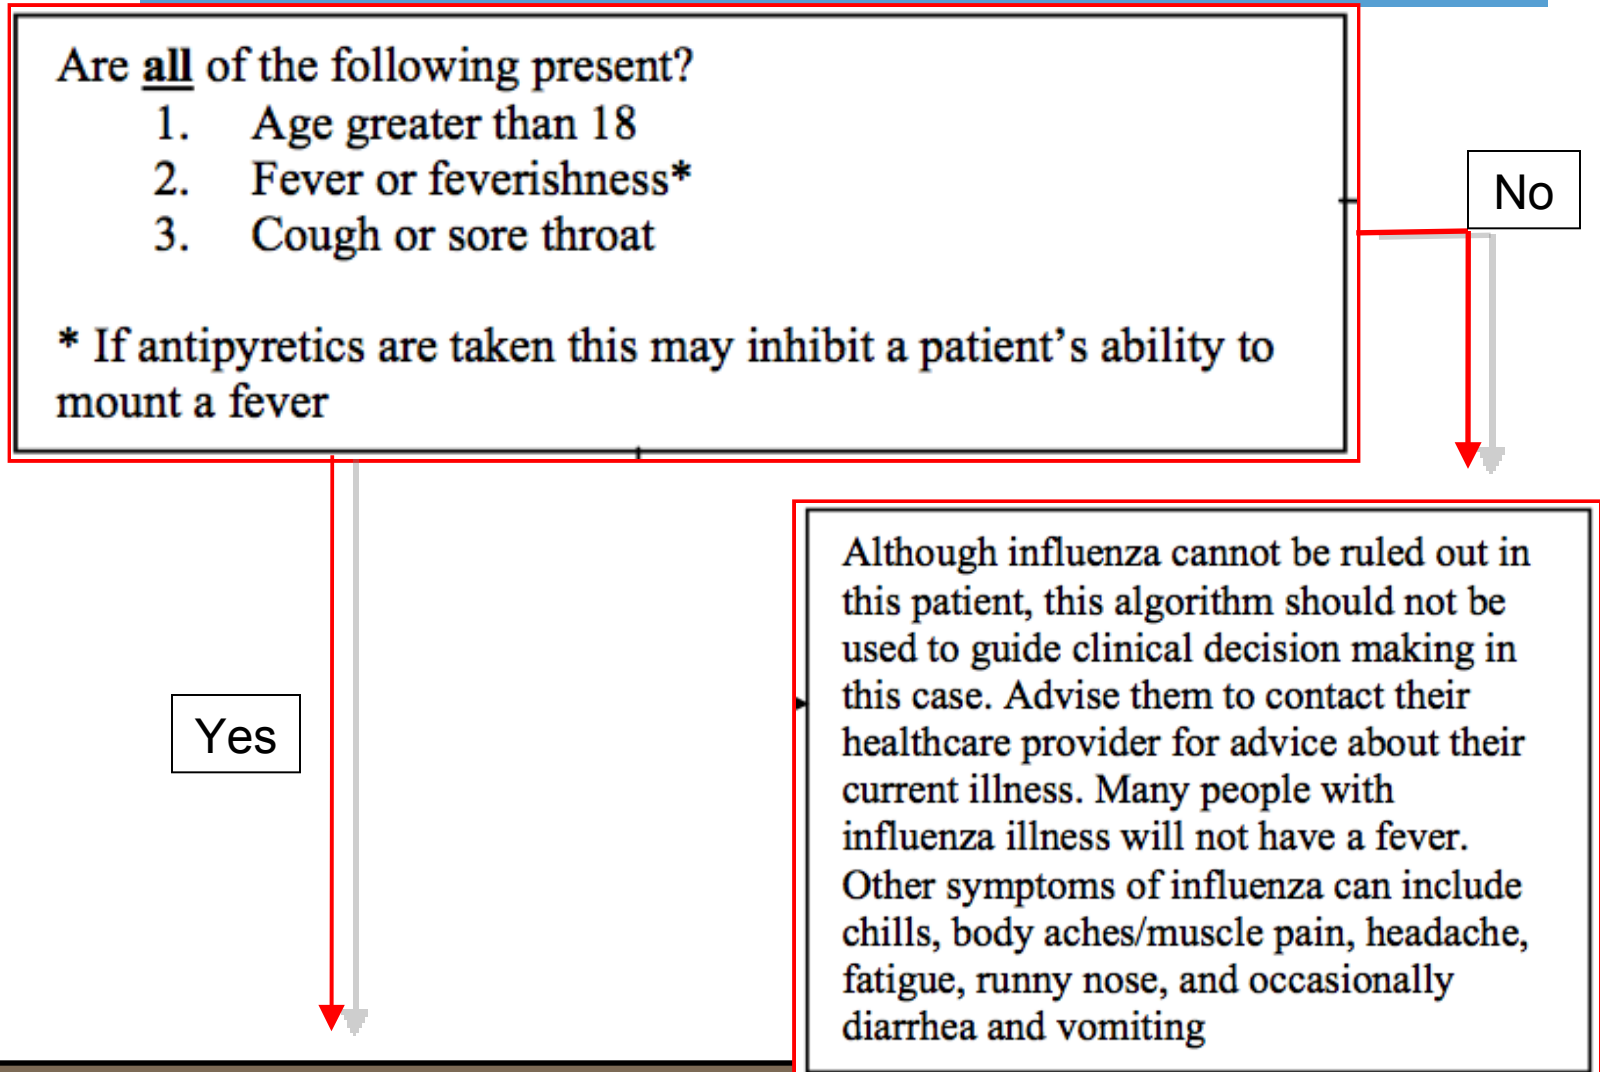 Are all of the following present?
1. Age greater than 18
2. Fever or feverishness*
3. Cough or sore throat
* If antipyretics are taken this may inhibit a patient’s ability to
mount a fever
No
Yes
Although influenza cannot be ruled out in
this patient, this algorithm should not be
used to guide clinical decision making in
this case. Advise them to contact their
healthcare provider for advice about their
current illness. Many people with
influenza illness will not have a fever.
Other symptoms of influenza can include
chills, body aches/muscle pain, headache,
fatigue, runny nose, and occasionally
diarrhea and vomiting